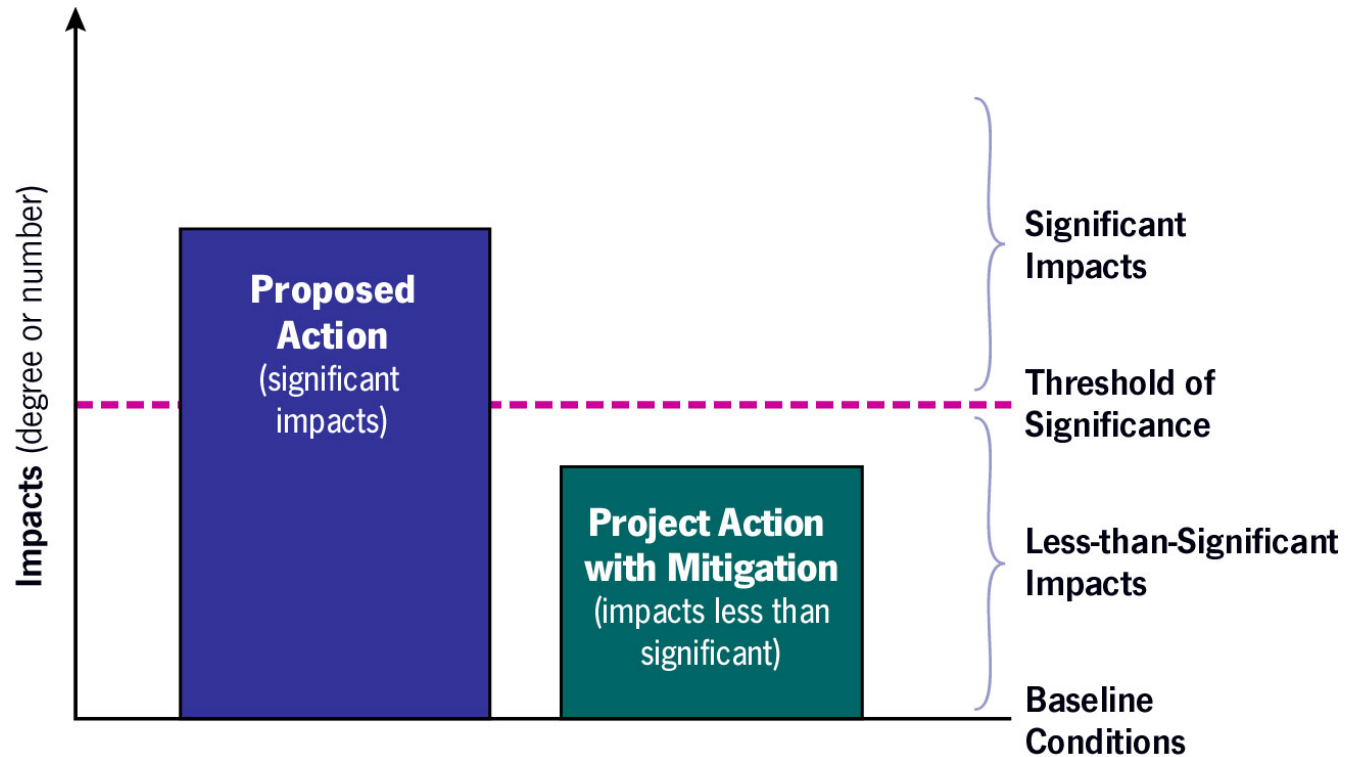 Impacts (degree or number)
Proposed
Action
(significant
impacts)
Project Action
with Mitigation
(impacts less than
significant)
Significant
Impacts
Threshold of
Significance
Less-than-Significant
Impacts
Baseline
Conditions